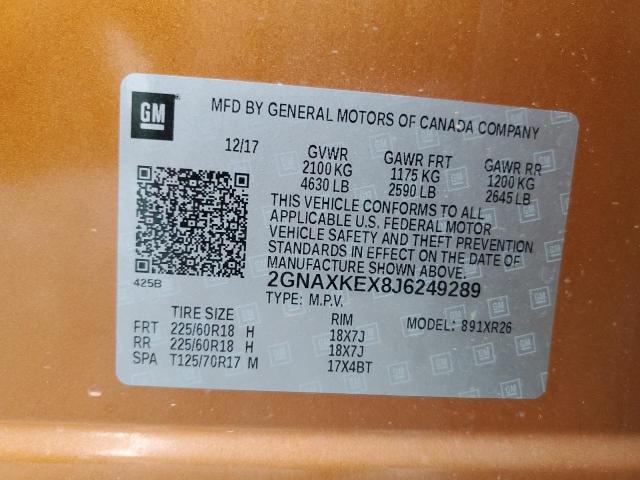 GM
MFD BY GENERAL MOTORS OF CANADA COMPANY
12/17 GVWR GAWR FRT GAWR RR
2100 KG 1175 KG 1200 KG
4630 LB 2590 LB 2645 LB
THIS VEHICLE CONFORMS TO ALL
APPLICABLE U.S. FEDERAL MOTOR
VEHICLE SAFETY AND THEFT PREVENTION
STANDARDS IN EFFECT ON THE DATE OF
MANUFACTURE SHOWN ABOVE.
425B
2GNAXKEX8J6249289
TYPE: M.P.V.
TIRE SIZE RIM MODEL: 891XR26
FRT 225/60R18 H 18X7J
RR 225/60R18 H 18X7J
SPA T125/70R17 M 17X4BT